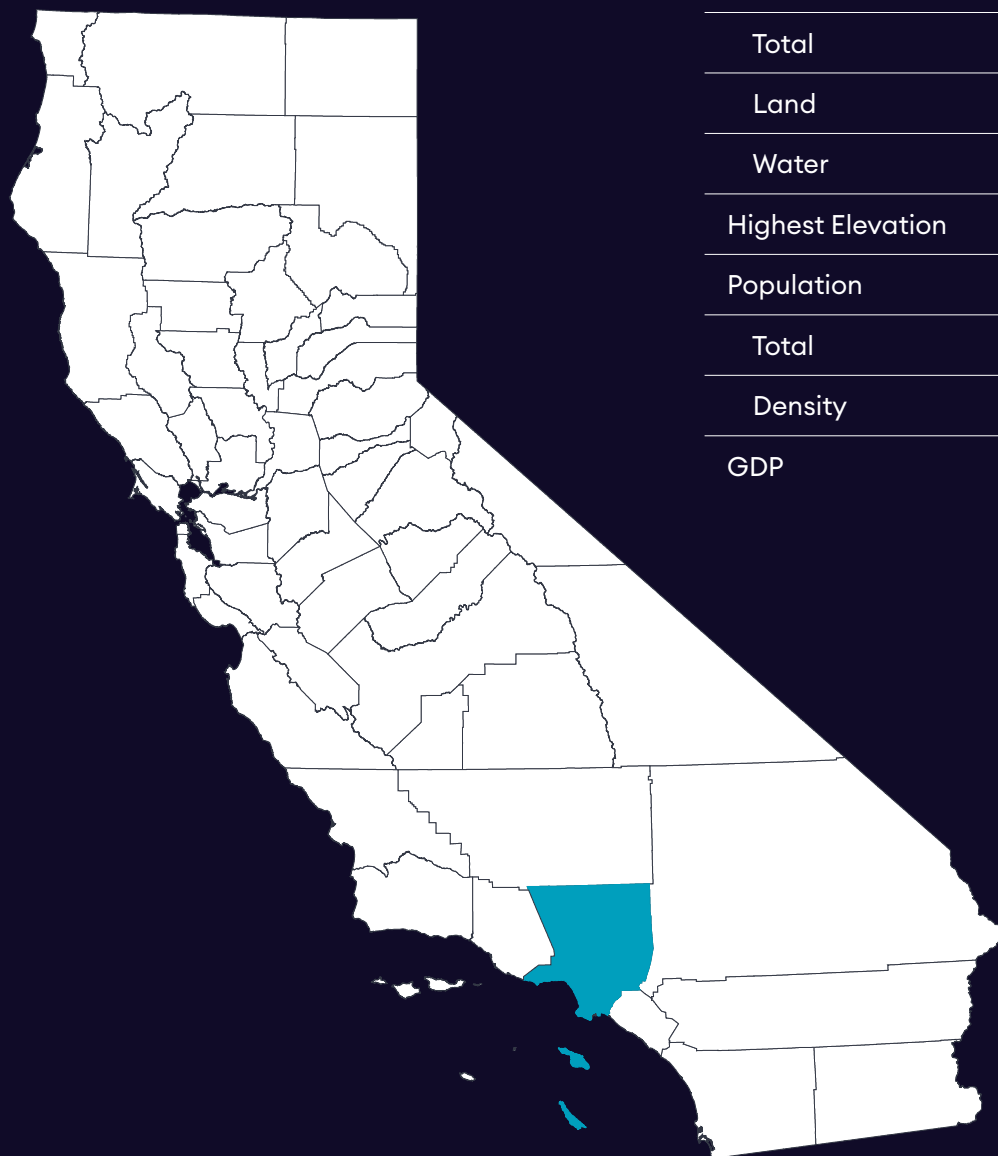 Total
Land
Water
Highest Elevation
Population
Total
Density
GDP